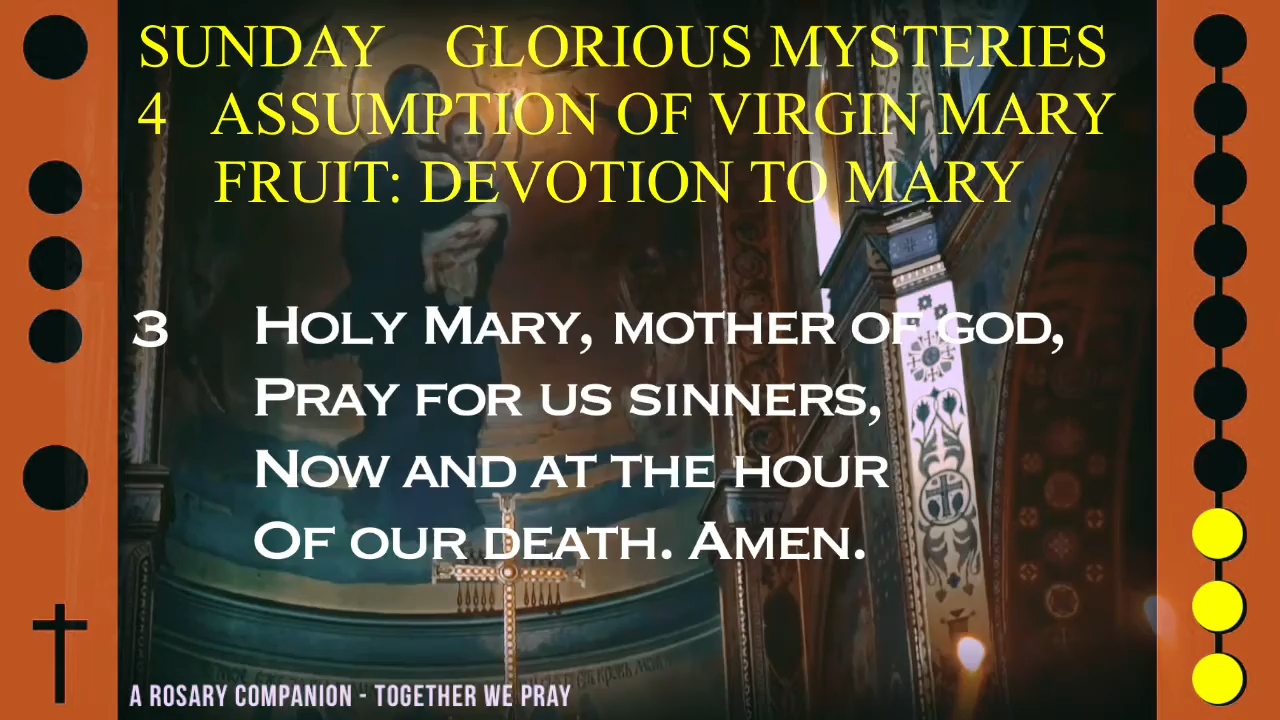 SUNDAY GLORIOUS MYSTERIES
4 ASSUMPTION OF VIRGIN MARY
FRUIT: DEVOTION TO MARY
3 HOLY MARY, MOTHER OF GOD,
PRAY FOR US SINNERS,
NOW AND AT THE HOUR
OF OUR DEATH. AMEN.
A ROSARY COMPANION - TOGETHER WE PRAY